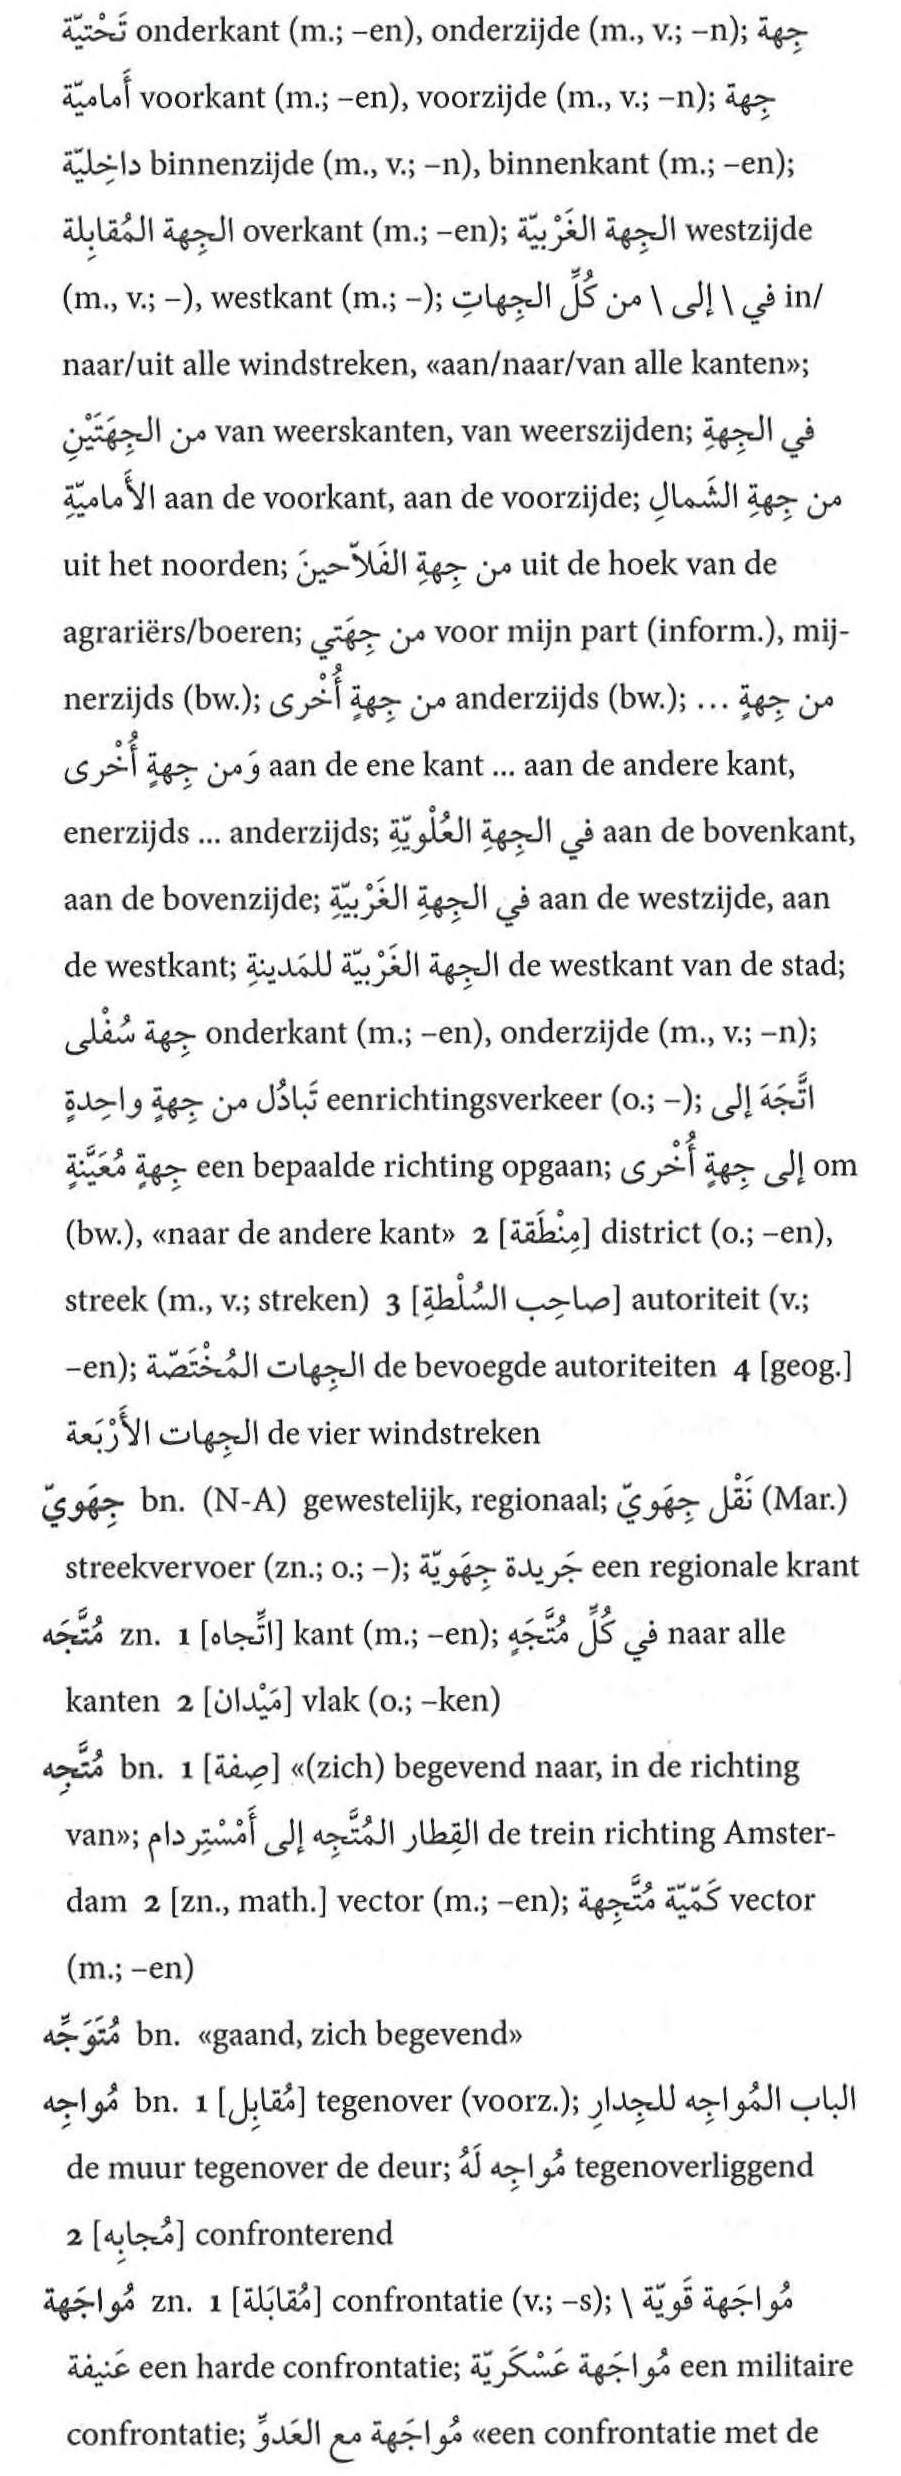 تَحْتيّة onderkant (m.; –en), onderzijde (m., v.; –n); جِهة
أَماميّة voorkant (m.; –en), voorzijde (m., v.; –n); جِهة
داخِليّة binnenzijde (m., v.; –n), binnenkant (m.; –en);
الجِهة المُقابِلة overkant (m.; –en); الجِهة الغَرْبيّة westzijde
(m., v.; –), westkant (m.; –); في \ إلى \ من كُلِّ الجِهاتِ in/
naar/uit alle windstreken, «aan/naar/van alle kanten»;
من الجِهَتَيْنِ van weerskanten, van weerszijden; في الجِهةِ
الأَماميّةِ aan de voorkant, aan de voorzijde; من جِهةِ الشَمالِ
uit het noorden; من جِهةِ الفَلاّحينَ uit de hoek van de
agrariërs/boeren; من جِهَتي voor mijn part (inform.), mij-
nerzijds (bw.); من جِهةٍ أُخْرى anderzijds (bw.); من جِهةٍ ...
وَمن جِهةٍ أُخْرى aan de ene kant ... aan de andere kant,
enerzijds ... anderzijds; في الجِهةِ العُلْويّةِ aan de bovenkant,
aan de bovenzijde; في الجِهةِ الغَرْبيّةِ aan de westzijde, aan
de westkant; الجِهة الغَرْبيّة للمَدينةِ de westkant van de stad;
جِهة سُفْلى onderkant (m.; –en), onderzijde (m., v.; –n);
تَبادُل من جِهةٍ واحِدةٍ eenrichtingsverkeer (o.; –); اتَّجَهَ إلى
جِهةٍ مُعَيَّنةٍ een bepaalde richting opgaan; إلى جِهةٍ أُخْرى om
(bw.), «naar de andere kant» 2 [مِنْطَقة] district (o.; –en),
streek (m., v.; streken) 3 [صاحِب السُلْطةِ] autoriteit (v.;
–en); الجِهات المُخْتَصّة de bevoegde autoriteiten 4 [geog.]
الجِهات الأَرْبَعة de vier windstreken
جِهَويّ bn. (N-A) gewestelijk, regionaal; نَقْل جِهَويّ (Mar.)
streekvervoer (zn.; o.; –); جَريدة جِهَويّة een regionale krant
مُتَّجَه zn. 1 [اتِّجاه] kant (m.; –en); في كُلِّ مُتَّجَهٍ naar alle
kanten 2 [مَيْدان] vlak (o.; –ken)
مُتَّجِه bn. 1 [صِفة] «(zich) begevend naar, in de richting
van»; القِطار المُتَّجِه إلى أَمْسْتِردام de trein richting Amster-
dam 2 [zn., math.] vector (m.; –en); كَمّيّة مُتَّجِهة vector
(m.; –en)
مُتَوَجِّه bn. «gaand, zich begevend»
مُواجِه bn. 1 [مُقابِل] tegenover (voorz.); الباب المُواجِه للجِدارِ
de muur tegenover de deur; مُواجِه لَهُ tegenoverliggend
2 [مُجابِه] confronterend
مُواجَهة zn. 1 [مُقابَلة] confrontatie (v.; –s); مُواجَهة قَويّة \
عَنيفة een harde confrontatie; مُواجَهة عَسْكَريّة een militaire
confrontatie; مُواجَهة مع العَدوِّ «een confrontatie met de